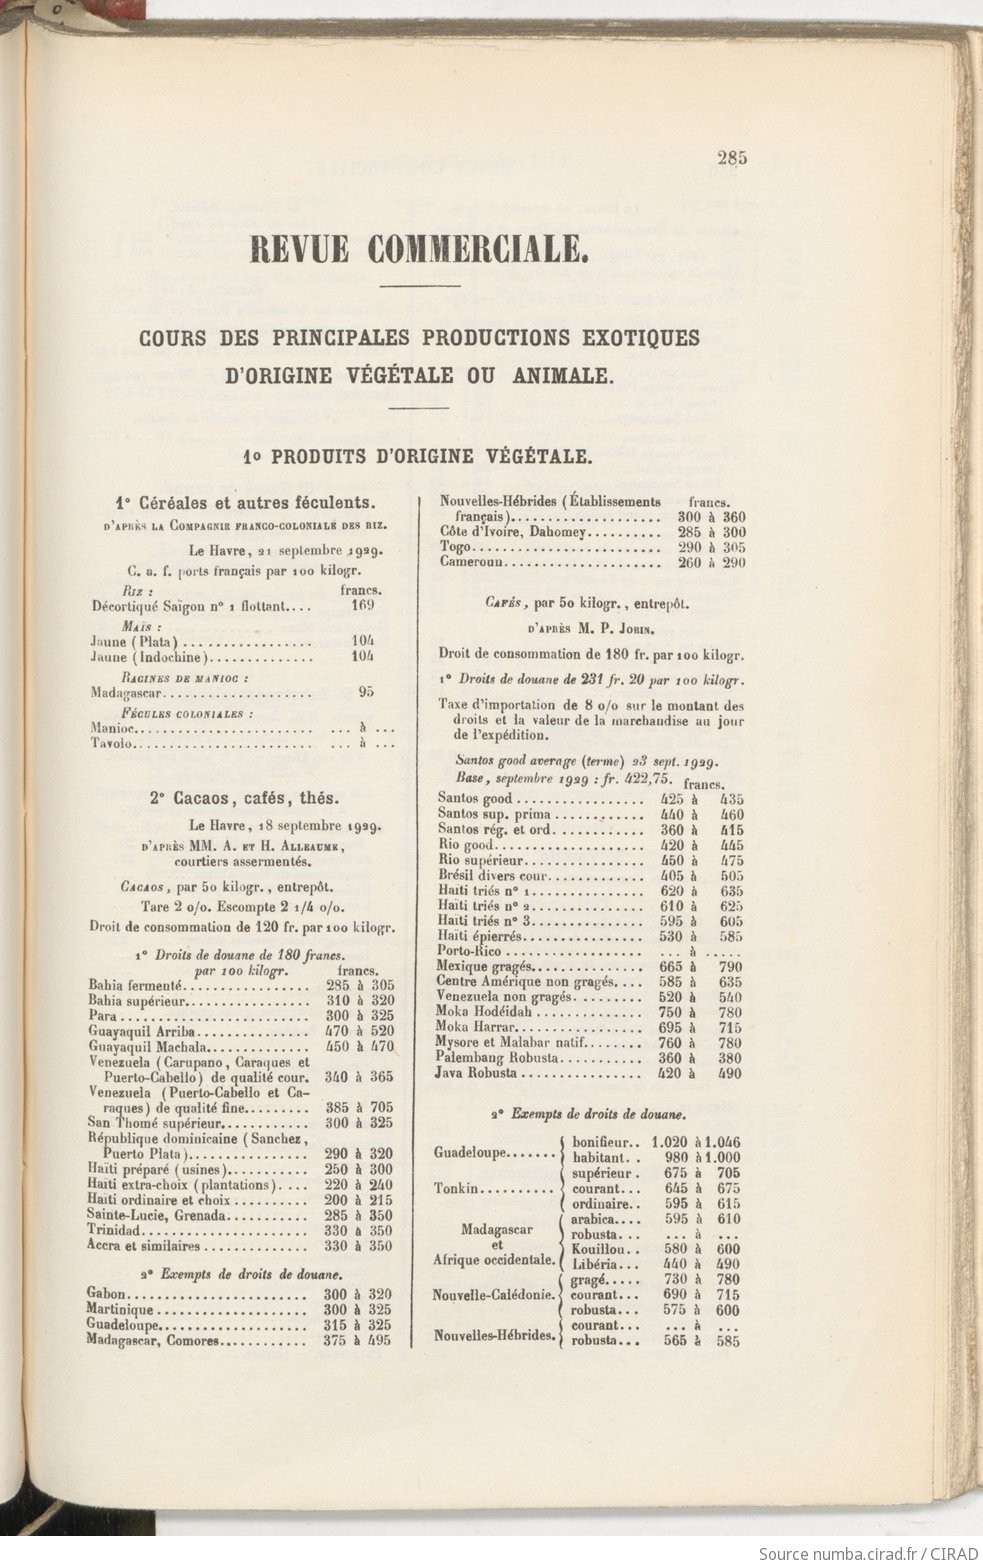 285
REVUE COMMERCIALE.
COURS DES PRINCIPALES PRODUCTIONS EXOTIQUES
D'ORIGINE VÉGÉTALE OU ANIMALE.
1o PRODUITS D'ORIGINE VÉGÉTALE.
1° Céréales et autres féculents.
D'APRÈS LA COMPAGNIE FRANCO-COLONIALE DES RIZ.
Le Havre, 21 septembre 1929.
C. a. f. ports français par 100 kilogr.
RIZ : francs.
Décortiqué Saïgon n° 1 flottant.... 169
MAÏS :
Jaune (Plata) ................ 104
Jaune (Indochine).............. 104
RACINES DE MANIOC :
Madagascar................... 95
FÉCULES COLONIALES :
Manioc....................... ... à ...
Tavolo....................... ... à ...
2° Cacaos, cafés, thés.
Le Havre, 18 septembre 1929.
D'APRÈS MM. A. ET H. ALLEAUME,
courtiers assermentés.
CACAOS, par 50 kilogr., entrepôt.
Tare 2 o/o. Escompte 2 1/4 o/o.
Droit de consommation de 120 fr. par 100 kilogr.
1° Droits de douane de 180 francs.
par 100 kilogr. francs.
Bahia fermenté................ 285 à 305
Bahia supérieur................ 310 à 320
Para ........................ 300 à 325
Guayaquil Arriba.............. 470 à 520
Guayaquil Machala............. 450 à 470
Venezuela (Carupano, Caraques et
Puerto-Cabello) de qualité cour. 340 à 365
Venezuela (Puerto-Cabello et Ca-
raques) de qualité fine......... 385 à 705
San Thomé supérieur........... 300 à 325
République dominicaine (Sanchez,
Puerto Plata)............... 290 à 320
Haïti préparé (usines).......... 250 à 300
Haïti extra-choix (plantations). ... 220 à 240
Haïti ordinaire et choix .......... 200 à 215
Sainte-Lucie, Grenada........... 285 à 350
Trinidad..................... 330 à 350
Accra et similaires ............. 330 à 350
2° Exempts de droits de douane.
Gabon....................... 300 à 320
Martinique ................... 300 à 325
Guadeloupe................... 315 à 325
Madagascar, Comores........... 375 à 495
Nouvelles-Hébrides (Établissements francs.
français)................... 300 à 360
Côte d'Ivoire, Dahomey.......... 285 à 300
Togo........................ 290 à 305
Cameroun.................... 260 à 290
CAFÉS, par 50 kilogr., entrepôt.
D'APRÈS M. P. JOBIN.
Droit de consommation de 180 fr. par 100 kilogr.
1° Droits de douane de 231 fr. 20 par 100 kilogr.
Taxe d'importation de 8 o/o sur le montant des
droits et la valeur de la marchandise au jour
de l'expédition.
Santos good average (terme) 23 sept. 1929.
Base, septembre 1929 : fr. 422,75. francs.
Santos good ................ 425 à 435
Santos sup. prima ............ 440 à 460
Santos rég. et ord. ........... 360 à 415
Rio good.................... 420 à 445
Rio supérieur................ 450 à 475
Brésil divers cour............. 405 à 505
Haïti triés n° 1............... 620 à 635
Haïti triés n° 2............... 610 à 625
Haïti triés n° 3............... 595 à 605
Haïti épierrés................ 530 à 585
Porto-Rico .................. ... à .....
Mexique gragés............... 665 à 790
Centre Amérique non gragés.... 585 à 635
Venezuela non gragés. ......... 520 à 540
Moka Hodéidah .............. 750 à 780
Moka Harrar................. 695 à 715
Mysore et Malabar natif........ 760 à 780
Palembang Robusta........... 360 à 380
Java Robusta ................ 420 à 490
2° Exempts de droits de douane.
Guadeloupe....... bonifieur.. 1.020 à 1.046
habitant. . 980 à 1.000
Tonkin.......... supérieur . 675 à 705
courant... 645 à 675
ordinaire.. 595 à 615
Madagascar et Afrique occidentale. arabica.... 595 à 610
robusta... ... à ...
Kouillou.. 580 à 600
Libéria... 440 à 490
Nouvelle-Calédonie. gragé..... 730 à 780
courant... 690 à 715
robusta... 575 à 600
Nouvelles-Hébrides. courant... ... à ...
robusta... 565 à 585
Source numba.cirad.fr / CIRAD